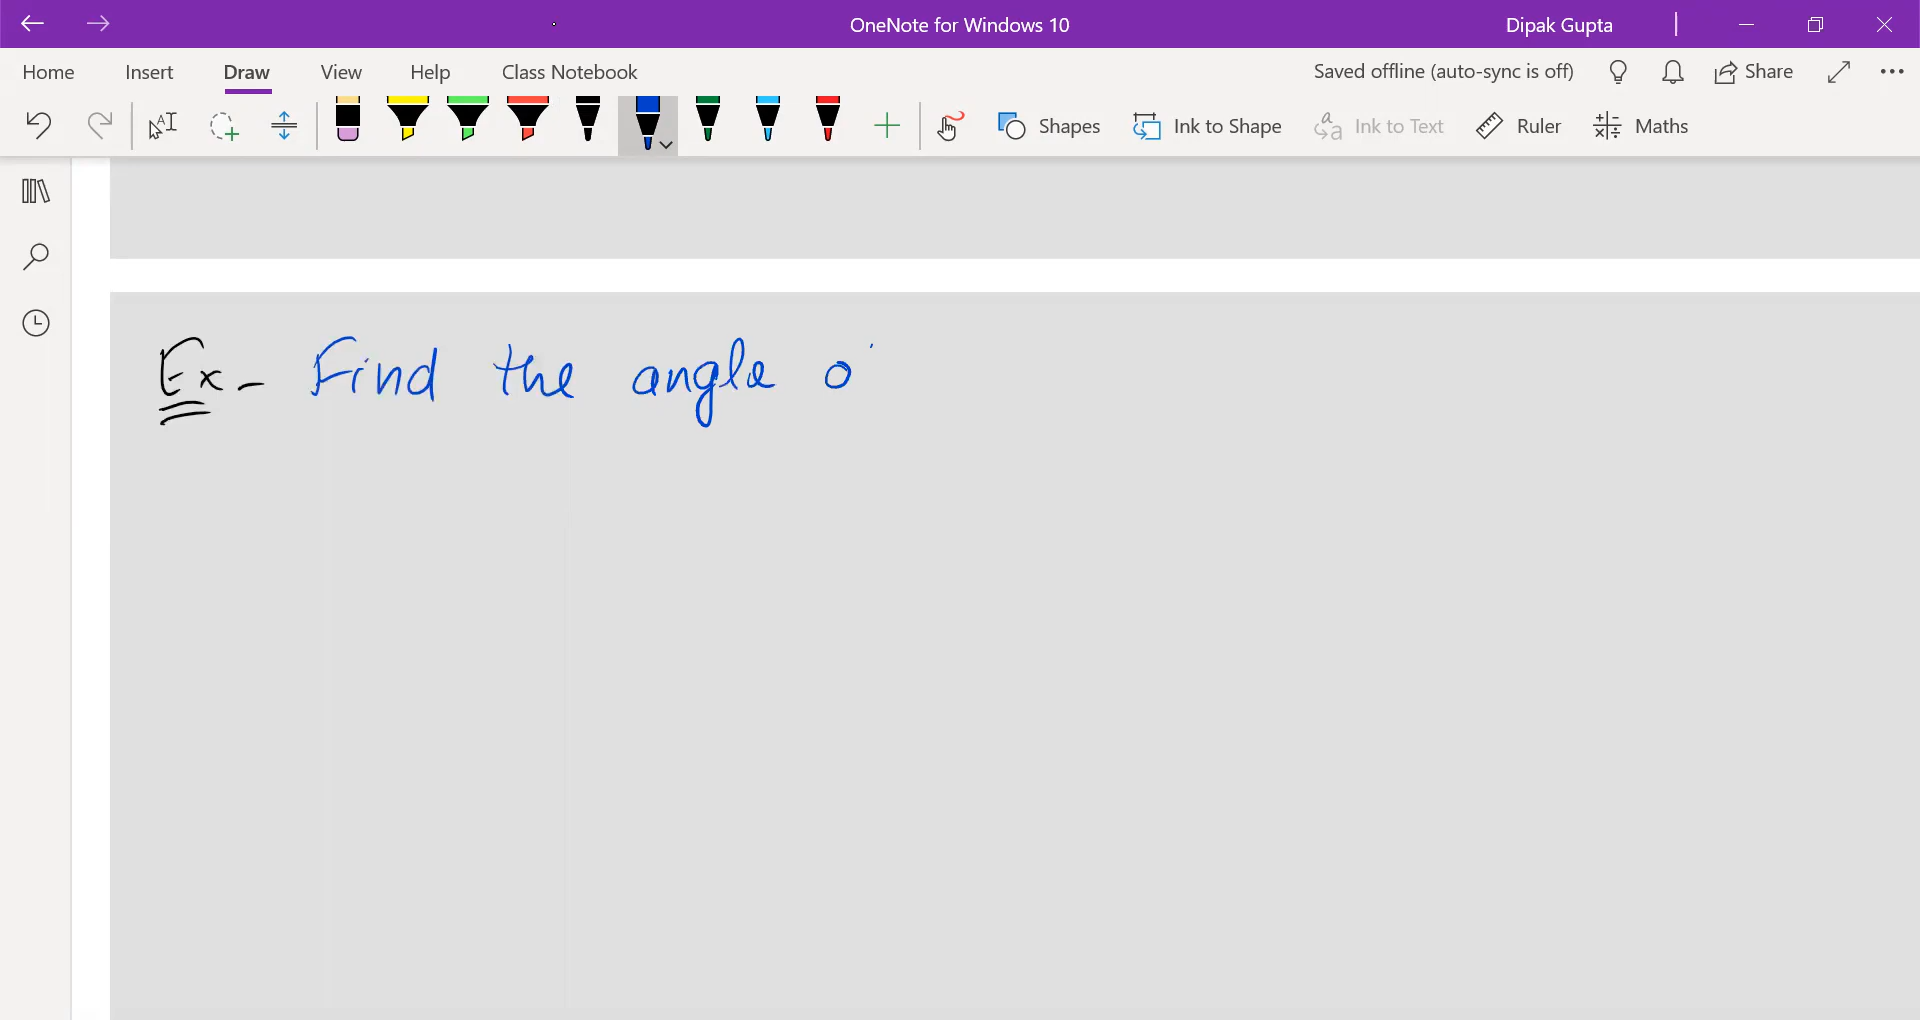 OneNote for Windows 10
Dipak Gupta
Home Insert Draw View Help Class Notebook
Saved offline (auto-sync is off) Share
Shapes Ink to Shape Ink to Text Ruler Maths
Ex - Find the angle o